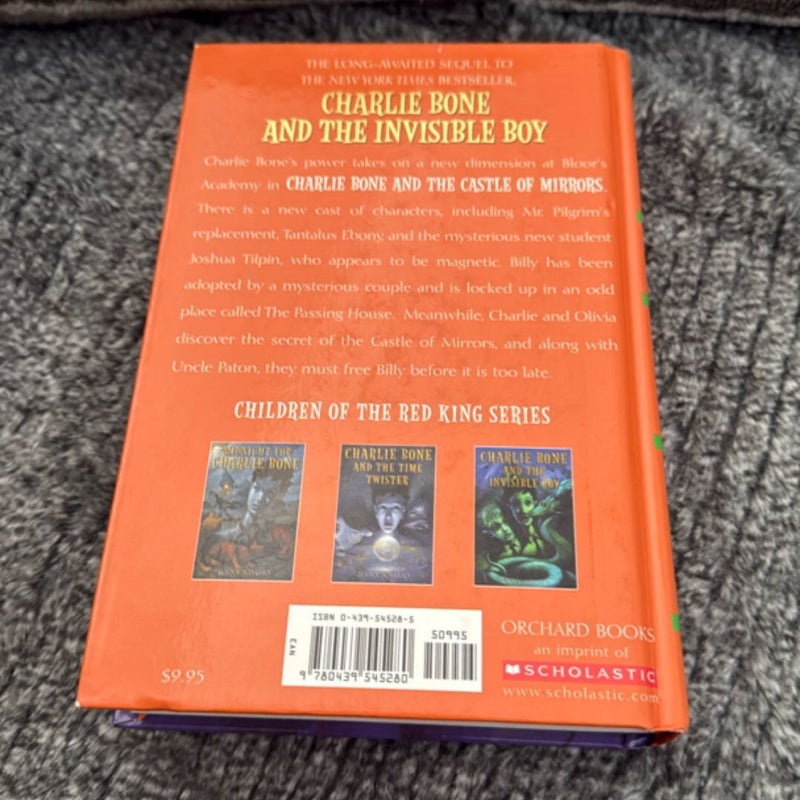 THE LONG-AWAITED SEQUEL TO
THE NEW YORK TIMES BESTSELLER,
CHARLIE BONE
AND THE INVISIBLE BOY
Charlie Bone's power takes on a new dimension at Bloor's
Academy in CHARLIE BONE AND THE CASTLE OF MIRRORS.
There is a new cast of characters, including Mr. Pilgrim's
replacement, Tantalus Ebony, and the mysterious new student
Joshua Tilpin, who appears to be magnetic. Billy has been
adopted by a mysterious couple and is locked up in an odd
place called The Passing House. Meanwhile, Charlie and Olivia
discover the secret of the Castle of Mirrors, and along with
Uncle Paton, they must free Billy before it is too late.
CHILDREN OF THE RED KING SERIES
MIDNIGHT FOR
CHARLIE BONE
JENNY NIMMO
CHARLIE BONE
AND THE TIME
TWISTER
JENNY NIMMO
CHARLIE BONE
AND THE
INVISIBLE BOY
JENNY NIMMO
$9.95
ISBN 0-439-54528-5
50995
EAN
9 780439 545280
ORCHARD BOOKS
an imprint of
SCHOLASTIC
www.scholastic.com